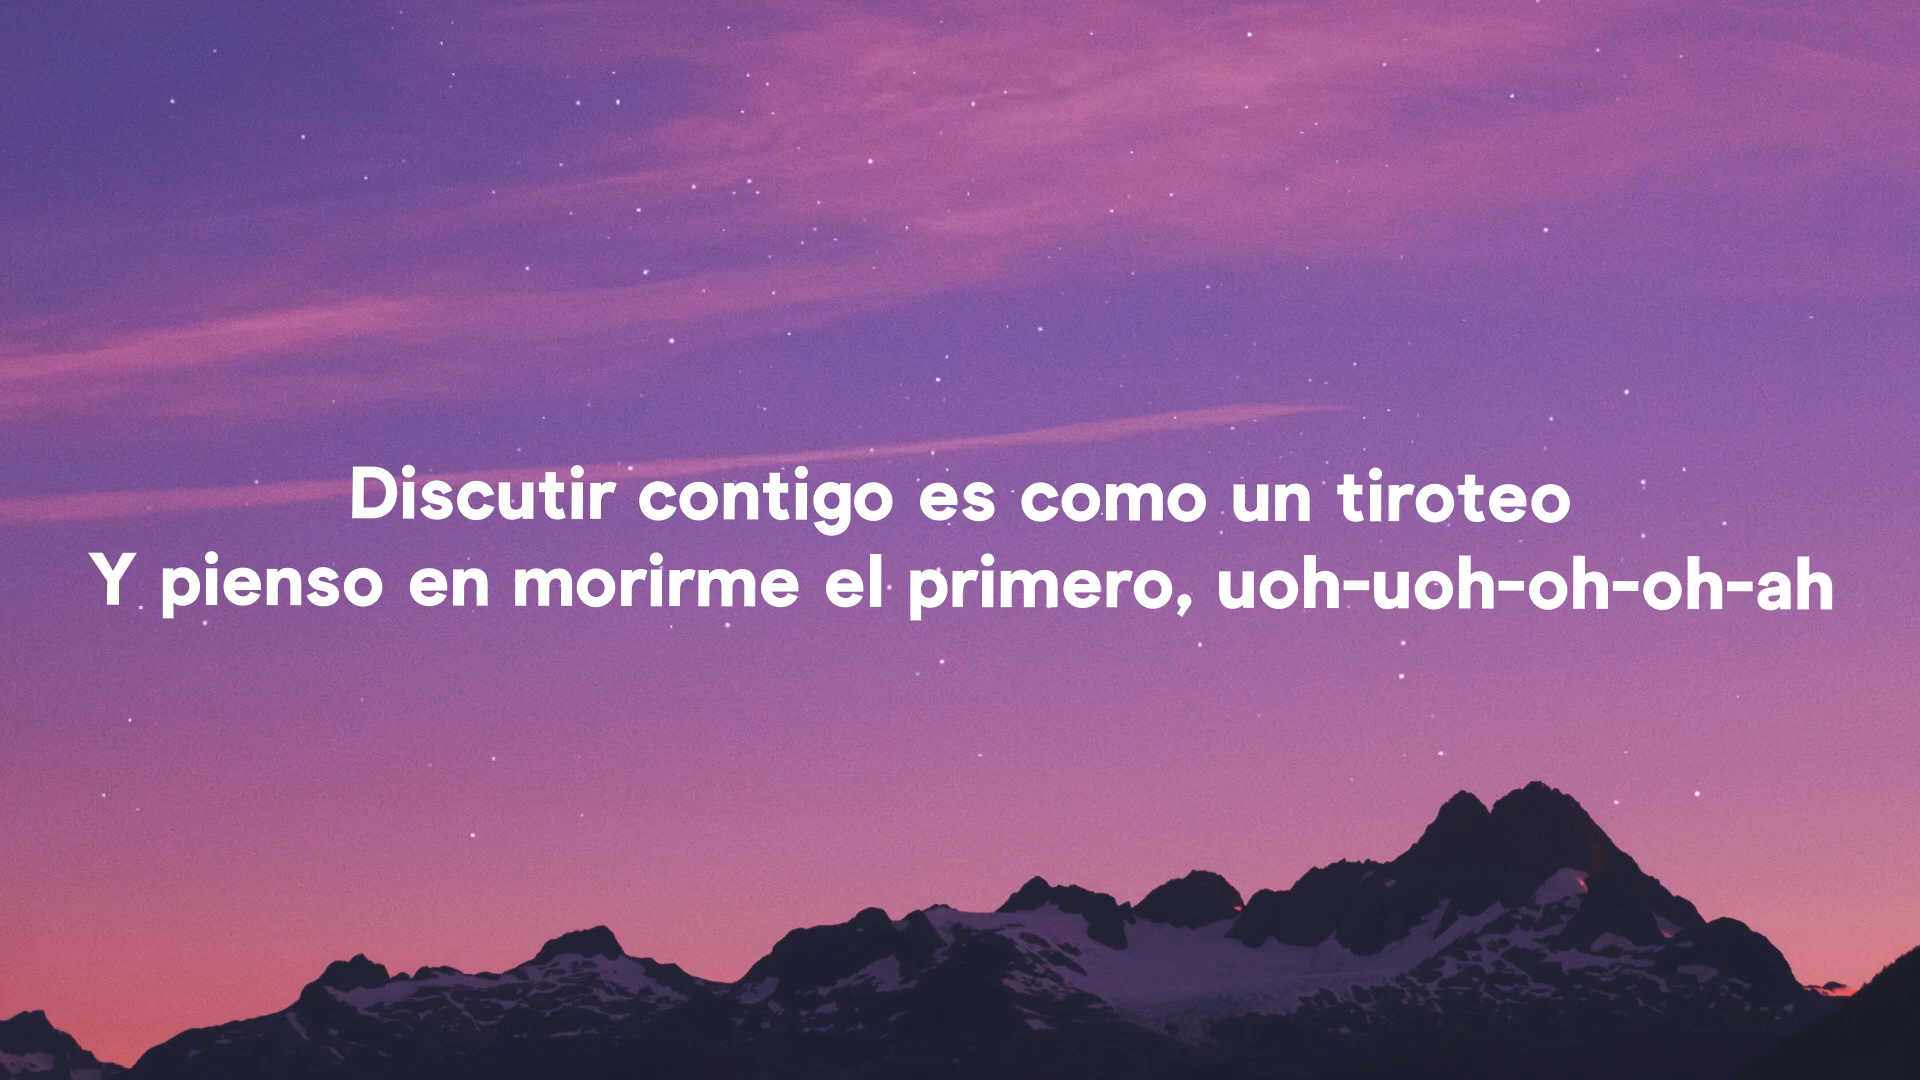 Discutir contigo es como un tiroteo
Y pienso en morirme el primero, uoh-uoh-oh-oh-ah